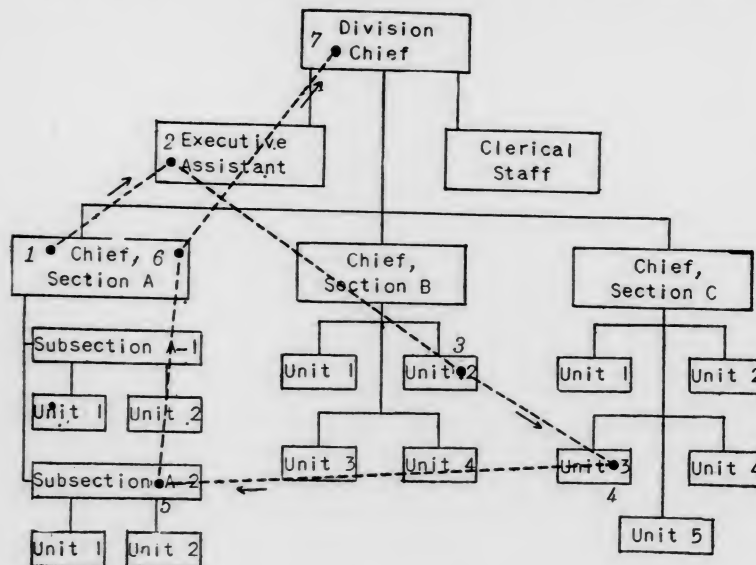 7 Division
Chief
2 Executive
Assistant
Clerical
Staff
1 Chief, 6
Section A
Chief,
Section B
Chief,
Section C
Subsection A-1
Unit 1
Unit 2
Subsection A-2
5
Unit 1
Unit 2
3
Unit 1
Unit 2
Unit 3
Unit 4
Unit 1
Unit 2
Unit 3
Unit 4
4
Unit 5